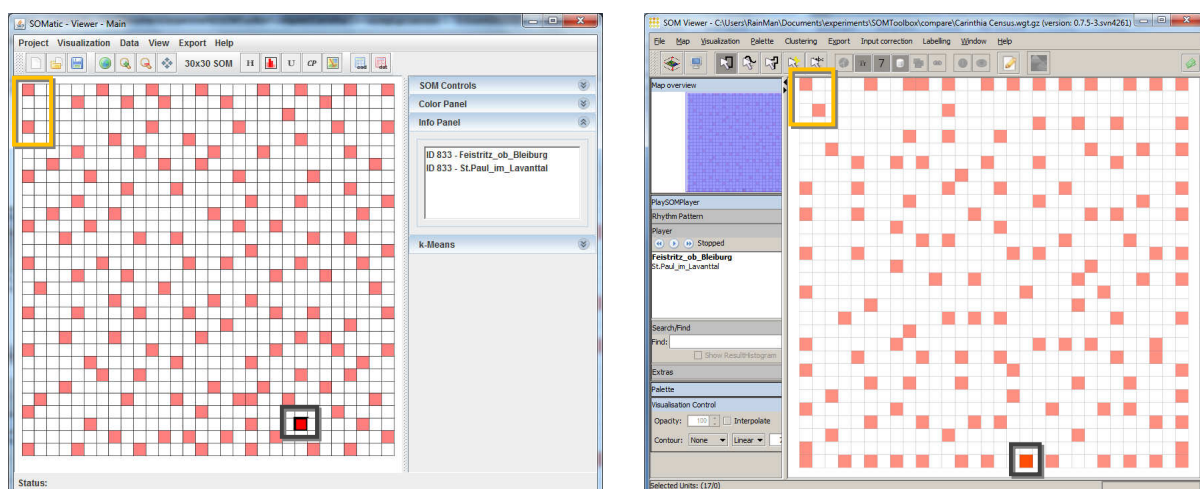 SOMatic - Viewer - Main
Project Visualization Data View Export Help
30x30 SOM H U CP
SOM Controls
Color Panel
Info Panel
ID 833 - Feistritz_ob_Bleiburg
ID 833 - St.Paul_im_Lavanttal
k-Means
Status:
SOM Viewer - C:\Users\RainMan\Documents\experiments\SOMToolbox\compare\Carinthia Census.wgt.gz (version: 0.7.5-3.svn4261)
File Map Visualization Palette Clustering Export Input correction Labelling Window Help
7
Map overview
PlaySOMPlayer
Rhythm Pattern
Player
Stopped
Feistritz_ob_Bleiburg
St.Paul_im_Lavanttal
Search/Find
Find:
Show ResultHistogram
Extras
Palette
Visualisation Control
Opacity: 100 Interpolate
Contour: None Linear
Selected Units: (17/0)